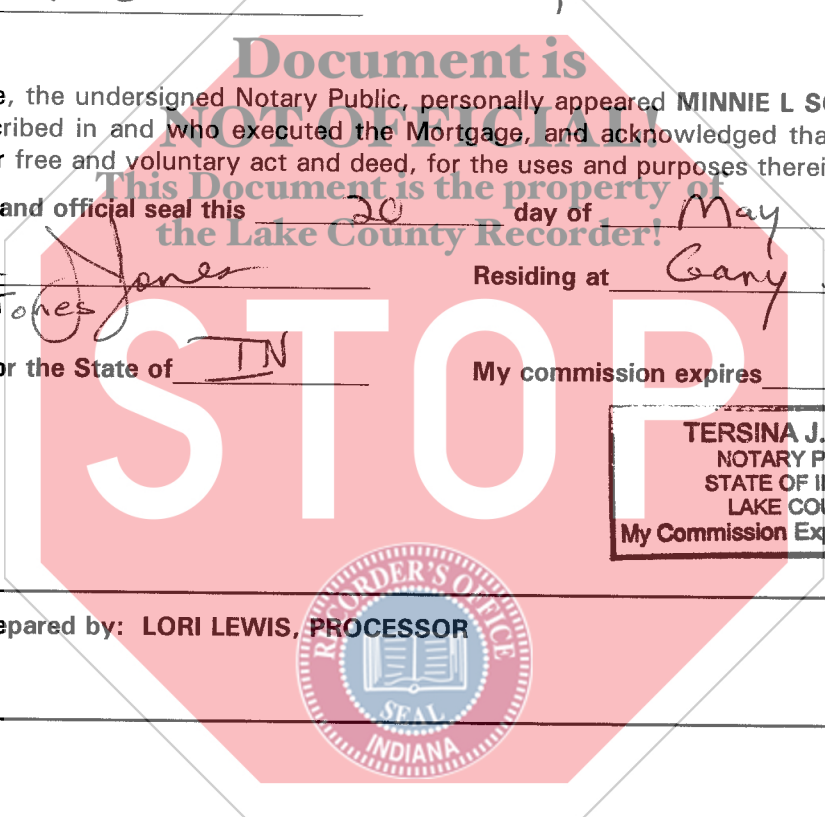 Document is
e, the undersigned Notary Public, personally appeared MINNIE L S
NOT OFFICIAL!
cribed in and who executed the Mortgage, and acknowledged tha
r free and voluntary act and deed, for the uses and purposes therei
This Document is the property of
and official seal this 20 day of May
the Lake County Recorder!
Jones Residing at Gary
Jones
or the State of IN My commission expires
STOP
TERSINA J.
NOTARY P
STATE OF I
LAKE COU
My Commission Exp
epared by: LORI LEWIS, PROCESSOR
RECORDER'S OFFICE
SEAL
INDIANA